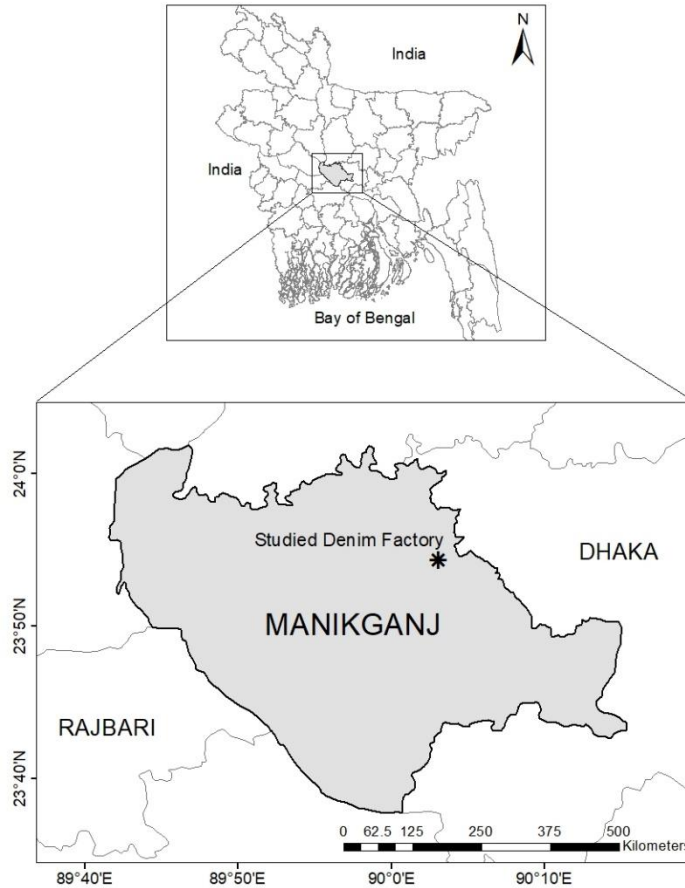 N
India
India
Bay of Bengal
24°0'N
23°50'N
23°40'N
Studied Denim Factory
DHAKA
MANIKGANJ
RAJBARI
0 62.5 125 250 375 500
Kilometers
89°40'E 89°50'E 90°0'E 90°10'E